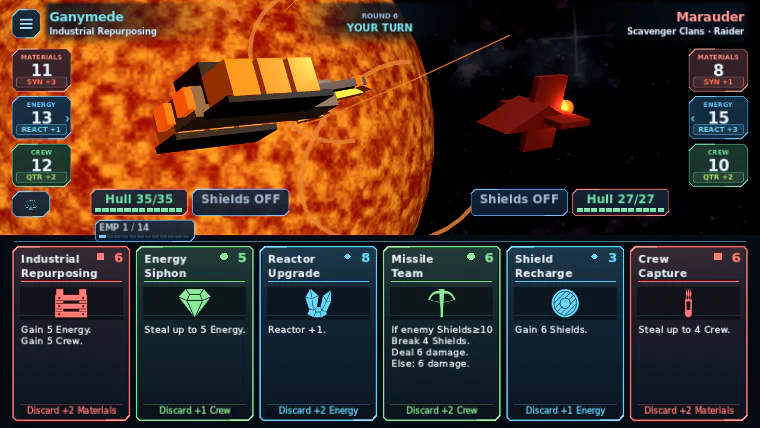 Ganymede
Industrial Repurposing
ROUND 6
YOUR TURN
Marauder
Scavenger Clans · Raider
MATERIALS
11
SYN +3
ENERGY
13
REACT +1
CREW
12
QTR +2
MATERIALS
8
SYN +1
ENERGY
15
REACT +3
CREW
10
QTR +2
Hull 35/35
Shields OFF
Shields OFF
Hull 27/27
EMP 1 / 14
Industrial
Repurposing
6
Gain 5 Energy.
Gain 5 Crew.
Discard +2 Materials
Energy
Siphon
5
Steal up to 5 Energy.
Discard +1 Crew
Reactor
Upgrade
8
Reactor +1.
Discard +2 Energy
Missile
Team
6
If enemy Shields≥10
Break 4 Shields.
Deal 6 damage.
Else: 6 damage.
Discard +2 Crew
Shield
Recharge
3
Gain 6 Shields.
Discard +1 Energy
Crew
Capture
6
Steal up to 4 Crew.
Discard +2 Materials